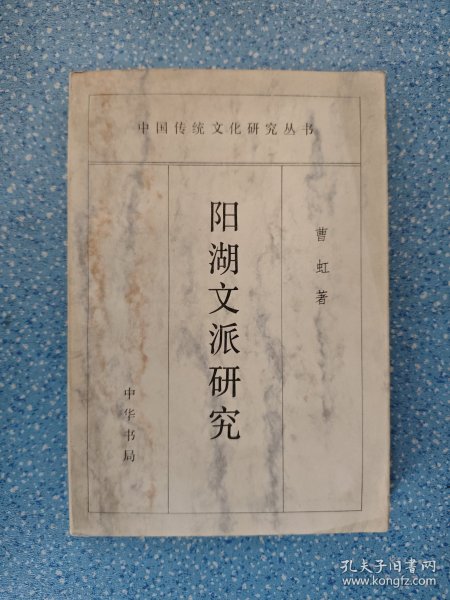 中国传统文化研究丛书
阳湖文派研究
曹虹著
中华书局
孔夫子旧书网
www.kongfz.com